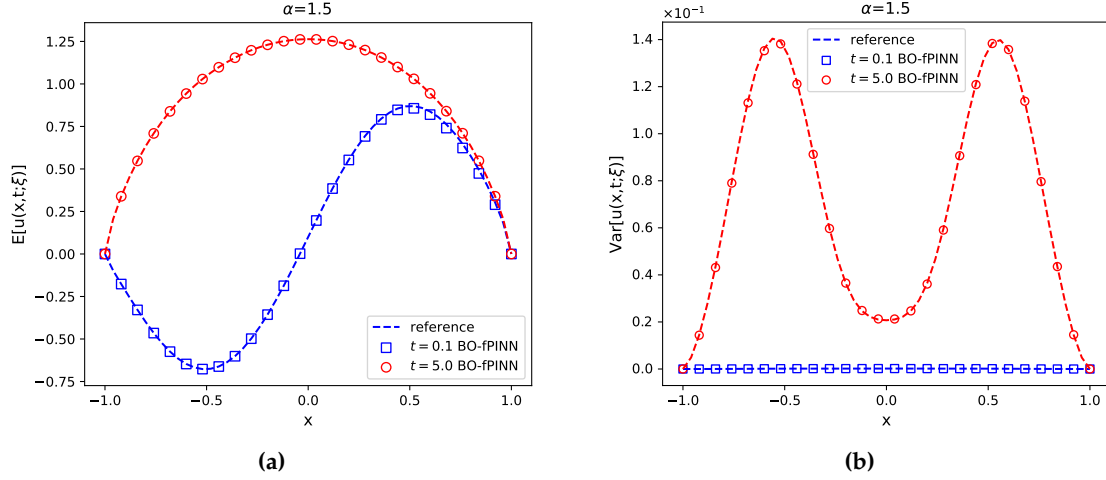 α=1.5
E[u(x,t;ξ)]
1.25
1.00
0.75
0.50
0.25
0.00
−0.25
−0.50
−0.75
reference
t = 0.1 BO-fPINN
t = 5.0 BO-fPINN
−1.0 −0.5 0.0 0.5 1.0
x
(a)
×10⁻¹
α=1.5
Var[u(x,t;ξ)]
1.4
1.2
1.0
0.8
0.6
0.4
0.2
0.0
reference
t = 0.1 BO-fPINN
t = 5.0 BO-fPINN
−1.0 −0.5 0.0 0.5 1.0
x
(b)